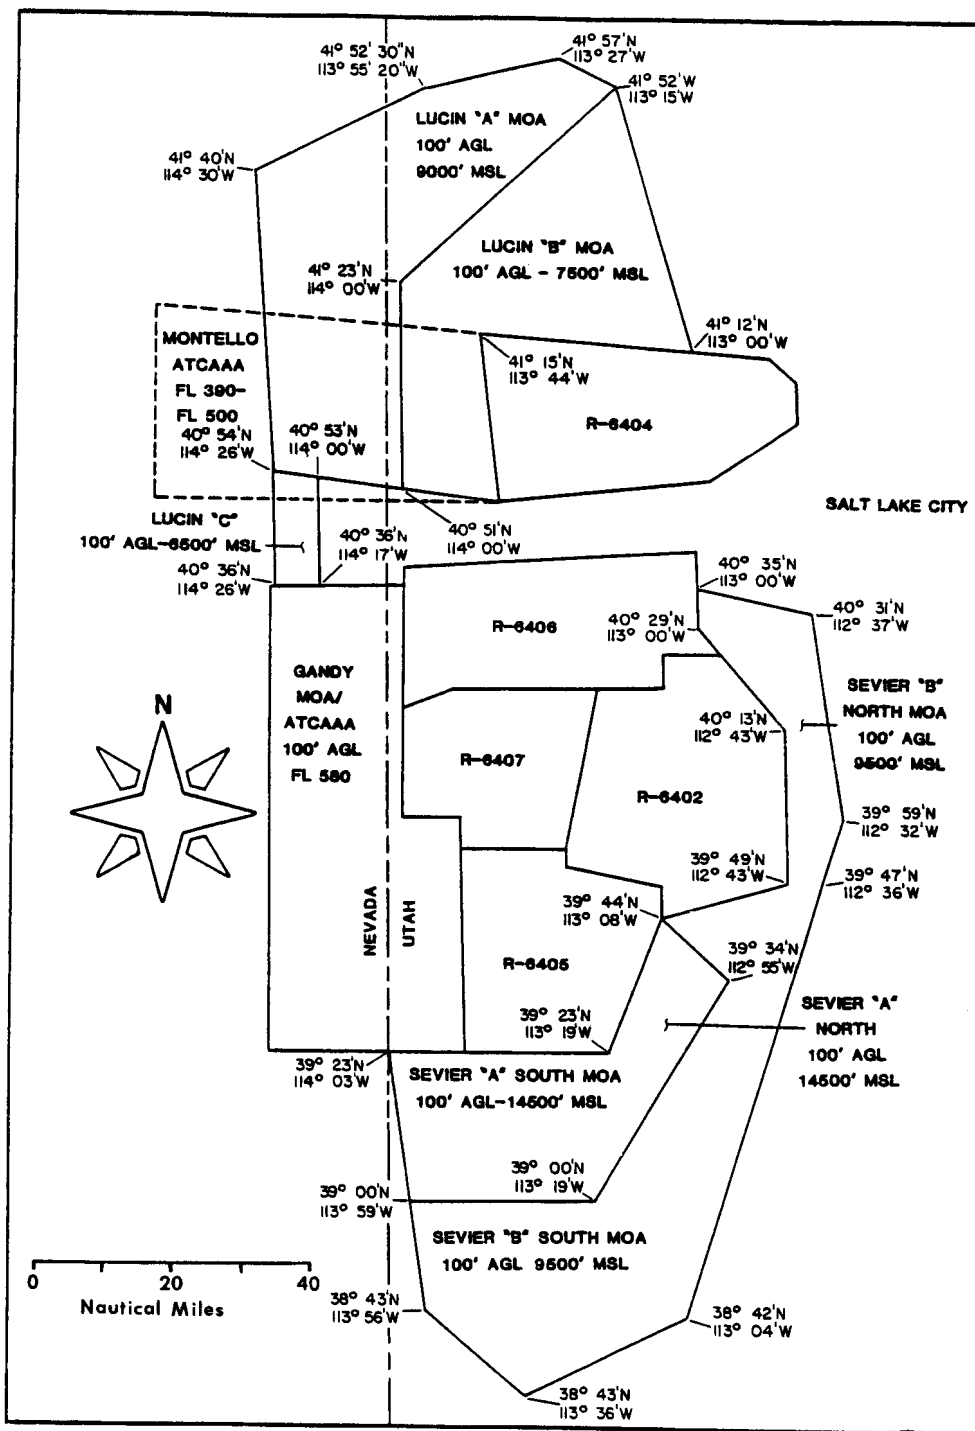 41° 57'N
113° 27'W
41° 52' 30"N
113° 55' 20"W
41° 52'W
113° 15'W
LUCIN "A" MOA
100' AGL
9000' MSL
41° 40'N
114° 30'W
LUCIN "B" MOA
100' AGL - 7500' MSL
41° 23'N
114° 00'W
41° 12'N
113° 00'W
MONTELLO
ATCAAA
FL 390-
FL 500
41° 15'N
113° 44'W
R-6404
40° 54'N
114° 26'W
40° 53'N
114° 00'W
SALT LAKE CITY
LUCIN "C"
100' AGL-6500' MSL
40° 51'N
114° 00'W
40° 36'N
114° 17'W
40° 36'N
114° 26'W
40° 35'N
113° 00'W
40° 31'N
112° 37'W
R-6406
40° 29'N
113° 00'W
GANDY
MOA/
ATCAAA
100' AGL
FL 580
SEVIER "B"
NORTH MOA
100' AGL
9500' MSL
N
40° 13'N
112° 43'W
R-6407
R-6402
39° 59'N
112° 32'W
39° 49'N
112° 43'W
39° 47'N
112° 36'W
NEVADA
UTAH
39° 44'N
113° 08'W
39° 34'N
112° 55'W
R-6405
SEVIER "A"
NORTH
100' AGL
14500' MSL
39° 23'N
113° 19'W
39° 23'N
114° 03'W
SEVIER "A" SOUTH MOA
100' AGL-14500' MSL
39° 00'N
113° 19'W
39° 00'N
113° 59'W
SEVIER "B" SOUTH MOA
100' AGL 9500' MSL
0 20 40
Nautical Miles
38° 43'N
113° 56'W
38° 42'N
113° 04'W
38° 43'N
113° 36'W